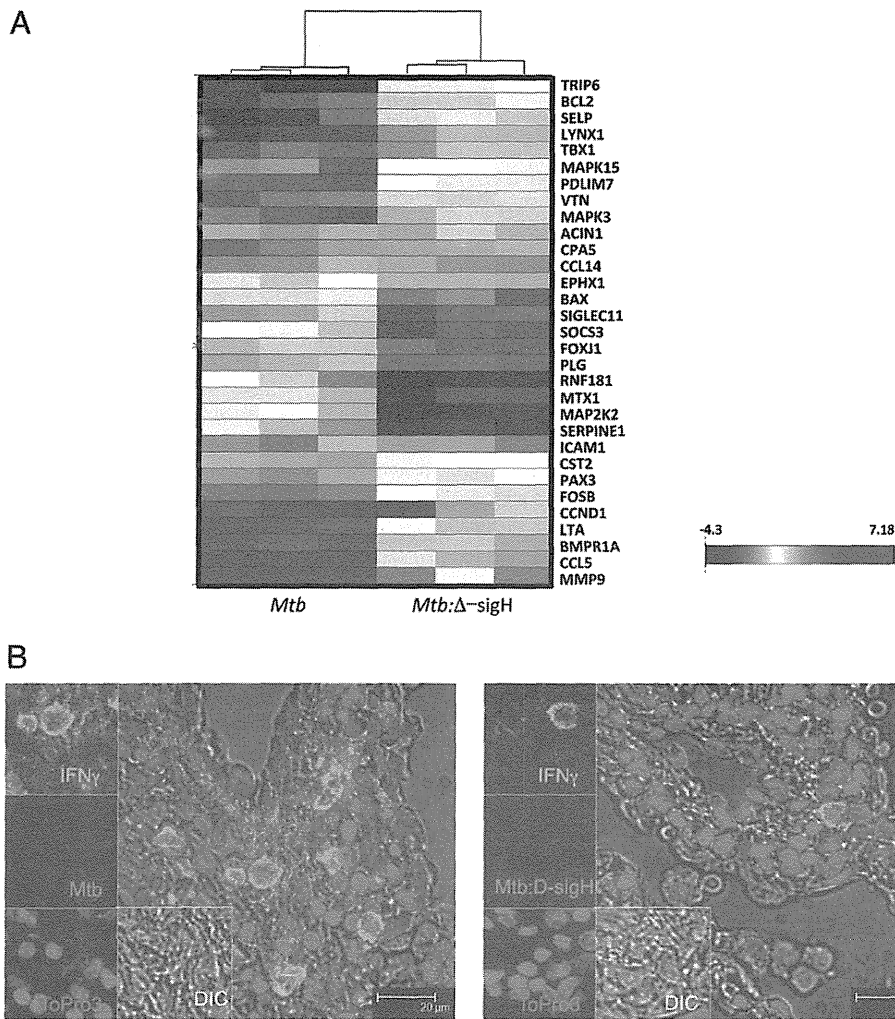 A
TRIP6
BCL2
SELP
LYNX1
TBX1
MAPK15
PDLIM7
VTN
MAPK3
ACIN1
CPA5
CCL14
EPHX1
BAX
SIGLEC11
SOCS3
FOXJ1
PLG
RNF181
MTX1
MAP2K2
SERPINE1
ICAM1
CST2
PAX3
FOSB
CCND1
LTA
BMPR1A
CCL5
MMP9
-4.3 7.18
Mtb Mtb:Δ−sigH
B
IFNγ
Mtb
ToPro3
DIC
20 µm
IFNγ
Mtb:D-sigH
ToPro3
DIC